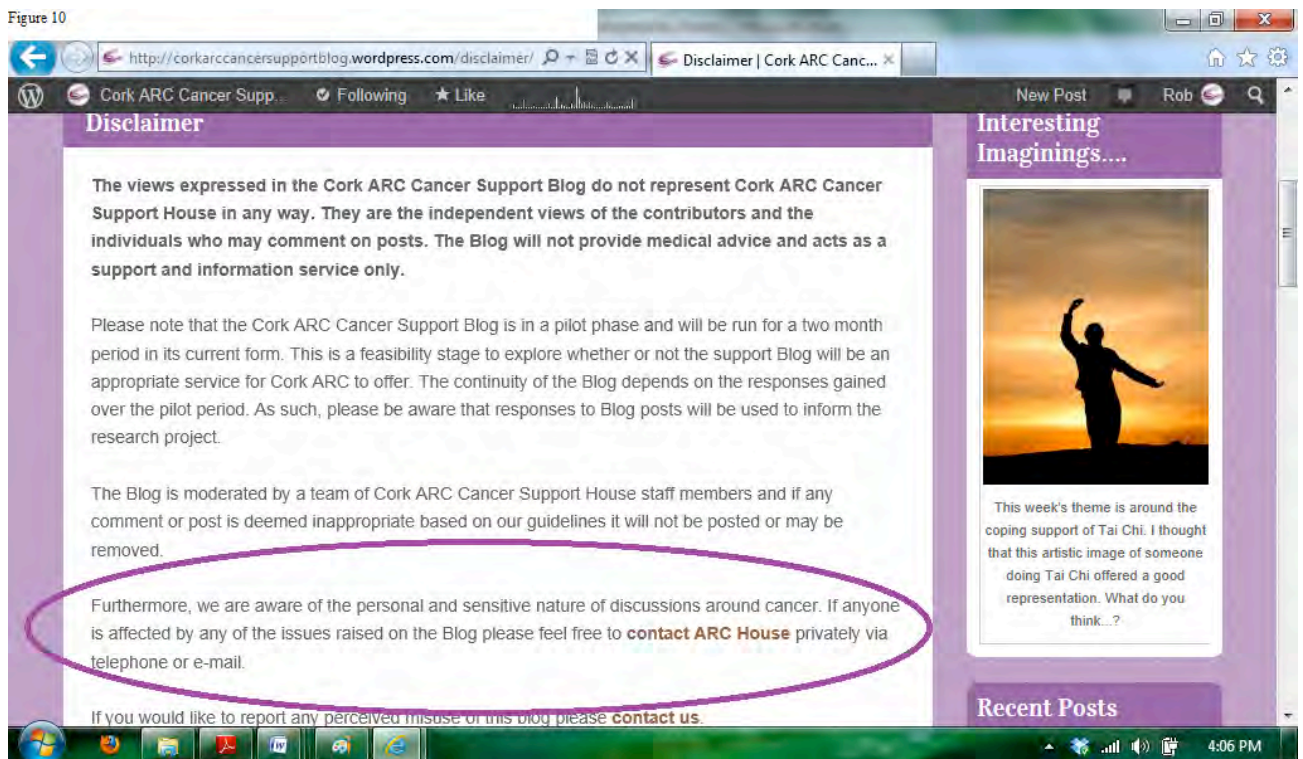 Figure 10
http://corkarccancersupportblog.wordpress.com/disclaimer/
Disclaimer | Cork ARC Canc...
Cork ARC Cancer Supp...
Following
Like
New Post
Rob
Disclaimer
The views expressed in the Cork ARC Cancer Support Blog do not represent Cork ARC Cancer
Support House in any way. They are the independent views of the contributors and the
individuals who may comment on posts. The Blog will not provide medical advice and acts as a
support and information service only.
Please note that the Cork ARC Cancer Support Blog is in a pilot phase and will be run for a two month
period in its current form. This is a feasibility stage to explore whether or not the support Blog will be an
appropriate service for Cork ARC to offer. The continuity of the Blog depends on the responses gained
over the pilot period. As such, please be aware that responses to Blog posts will be used to inform the
research project.
The Blog is moderated by a team of Cork ARC Cancer Support House staff members and if any
comment or post is deemed inappropriate based on our guidelines it will not be posted or may be
removed.
Furthermore, we are aware of the personal and sensitive nature of discussions around cancer. If anyone
is affected by any of the issues raised on the Blog please feel free to contact ARC House privately via
telephone or e-mail.
If you would like to report any perceived misuse of this blog please contact us.
Interesting
Imaginings....
This week's theme is around the
coping support of Tai Chi. I thought
that this artistic image of someone
doing Tai Chi offered a good
representation. What do you
think...?
Recent Posts
4:06 PM